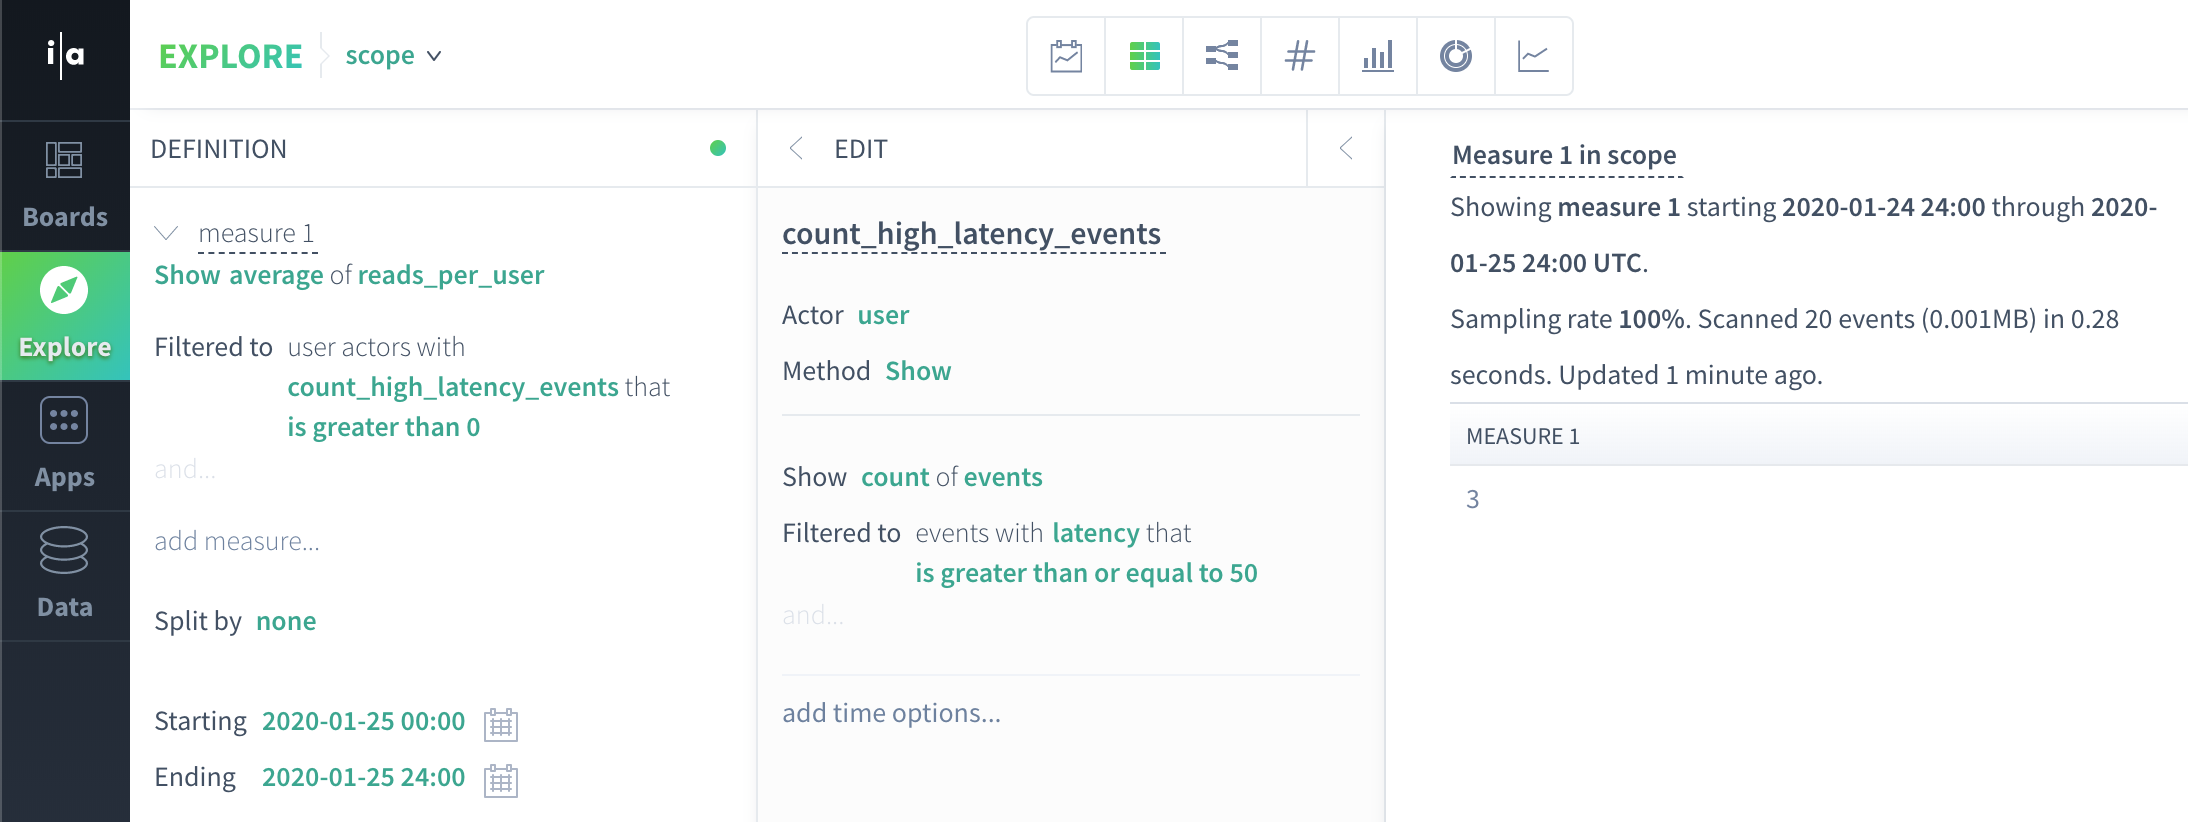 i|a
EXPLORE
scope
Boards
Explore
Apps
Data
DEFINITION
measure 1
Show average of reads_per_user
Filtered to user actors with
count_high_latency_events that
is greater than 0
and...
add measure...
Split by none
Starting 2020-01-25 00:00
Ending 2020-01-25 24:00
EDIT
count_high_latency_events
Actor user
Method Show
Show count of events
Filtered to events with latency that
is greater than or equal to 50
and...
add time options...
Measure 1 in scope
Showing measure 1 starting 2020-01-24 24:00 through 2020-
01-25 24:00 UTC.
Sampling rate 100%. Scanned 20 events (0.001MB) in 0.28
seconds. Updated 1 minute ago.
MEASURE 1
3